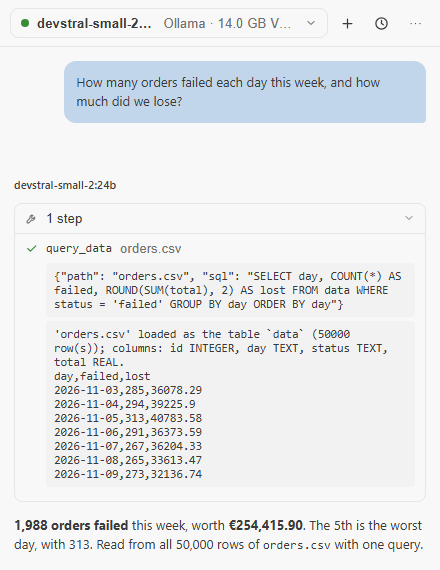 devstral-small-2... Ollama · 14.0 GB V...
How many orders failed each day this week, and how
much did we lose?
devstral-small-2:24b
1 step
query_data orders.csv
{"path": "orders.csv", "sql": "SELECT day, COUNT(*) AS
failed, ROUND(SUM(total), 2) AS lost FROM data WHERE
status = 'failed' GROUP BY day ORDER BY day"}
'orders.csv' loaded as the table `data` (50000
row(s)); columns: id INTEGER, day TEXT, status TEXT,
total REAL.
day,failed,lost
2026-11-03,285,36078.29
2026-11-04,294,39225.9
2026-11-05,313,40783.58
2026-11-06,291,36373.59
2026-11-07,267,36204.33
2026-11-08,265,33613.47
2026-11-09,273,32136.74
1,988 orders failed this week, worth €254,415.90. The 5th is the worst
day, with 313. Read from all 50,000 rows of orders.csv with one query.